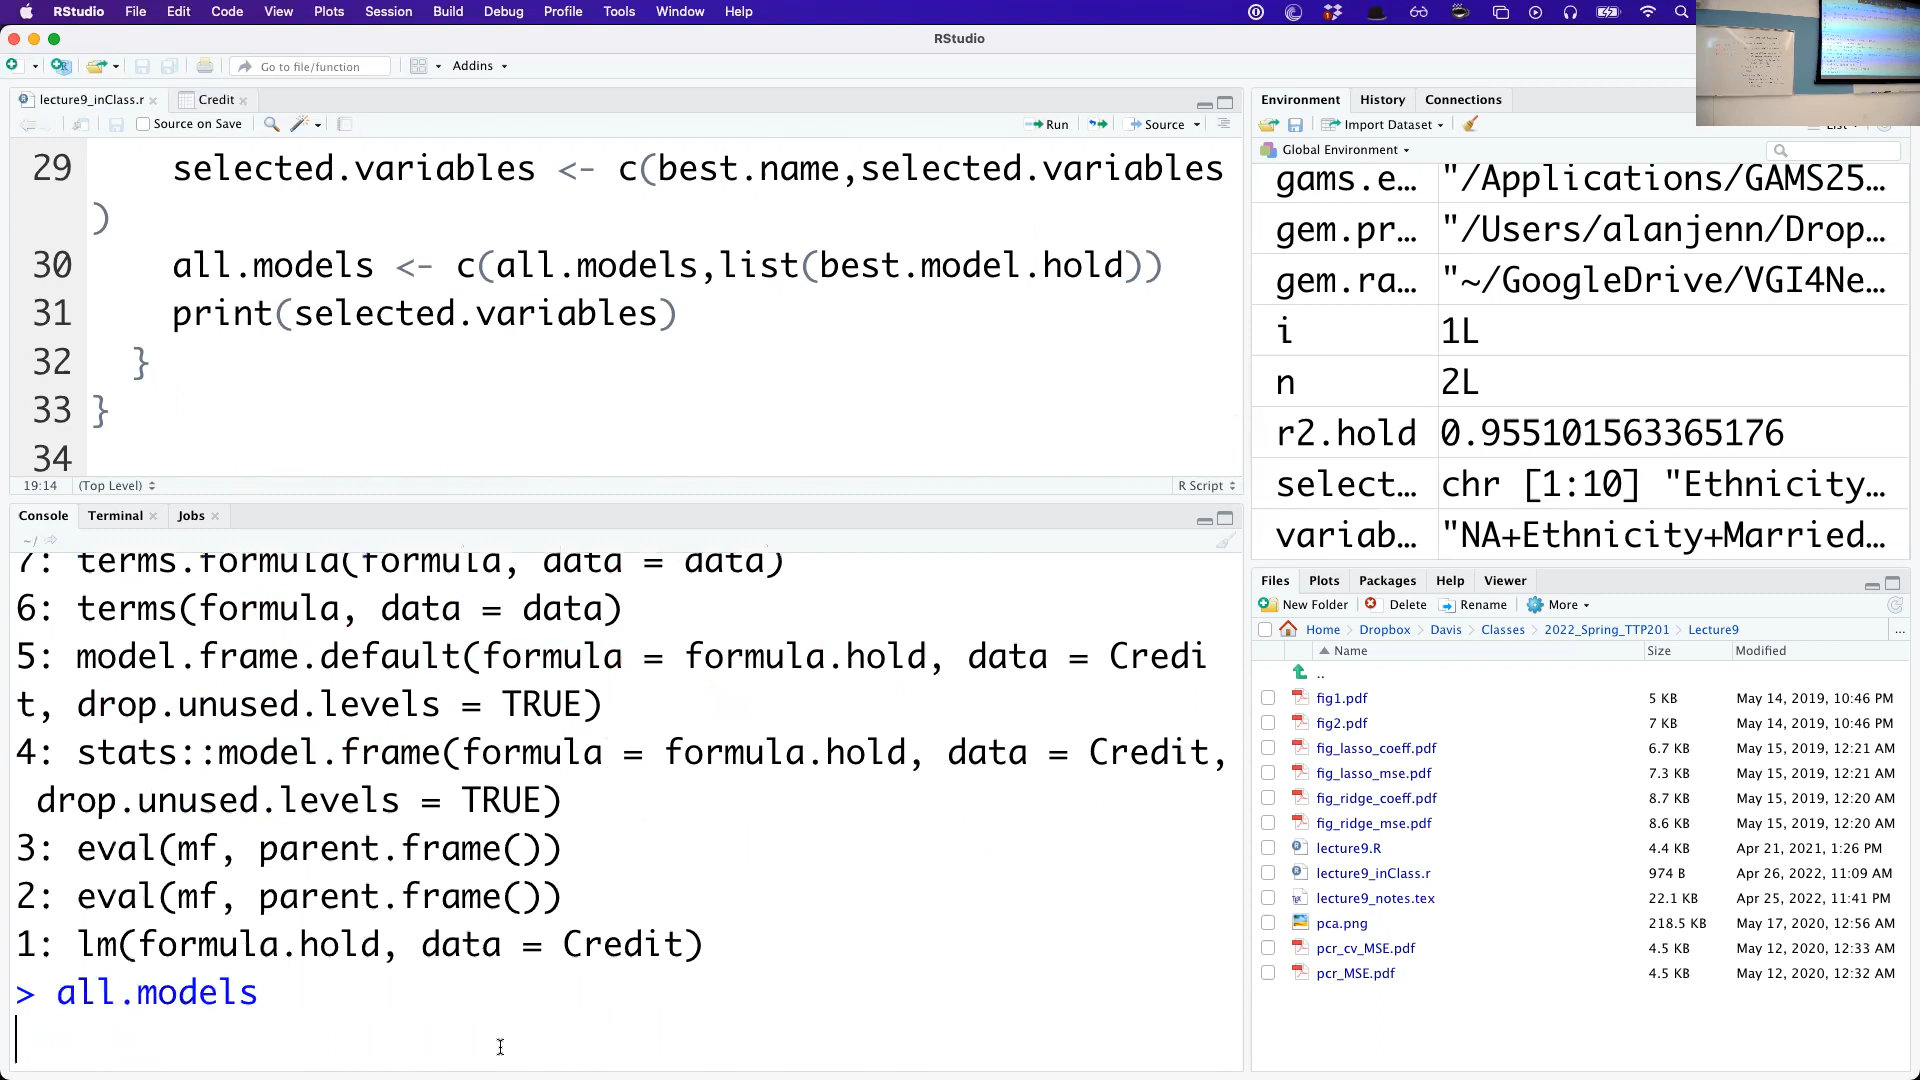 RStudio File Edit Code View Plots Session Build Debug Profile Tools Window Help
RStudio
Go to file/function Addins
lecture9_inClass.r Credit
Source on Save Run Source
29 selected.variables <- c(best.name,selected.variables
)
30 all.models <- c(all.models,list(best.model.hold))
31 print(selected.variables)
32 }
33 }
34
19:14 (Top Level) R Script
Console Terminal Jobs
~/
7: terms.formula(formula, data = data)
6: terms(formula, data = data)
5: model.frame.default(formula = formula.hold, data = Credi
t, drop.unused.levels = TRUE)
4: stats::model.frame(formula = formula.hold, data = Credit,
drop.unused.levels = TRUE)
3: eval(mf, parent.frame())
2: eval(mf, parent.frame())
1: lm(formula.hold, data = Credit)
> all.models
Environment History Connections
Import Dataset
Global Environment
gams.e… "/Applications/GAMS25…
gem.pr… "/Users/alanjenn/Drop…
gem.ra… "~/GoogleDrive/VGI4Ne…
i 1L
n 2L
r2.hold 0.955101563365176
select… chr [1:10] "Ethnicity…
variab… "NA+Ethnicity+Married…
Files Plots Packages Help Viewer
New Folder Delete Rename More
Home Dropbox Davis Classes 2022_Spring_TTP201 Lecture9 ...
Name Size Modified
..
fig1.pdf 5 KB May 14, 2019, 10:46 PM
fig2.pdf 7 KB May 14, 2019, 10:46 PM
fig_lasso_coeff.pdf 6.7 KB May 15, 2019, 12:21 AM
fig_lasso_mse.pdf 7.3 KB May 15, 2019, 12:21 AM
fig_ridge_coeff.pdf 8.7 KB May 15, 2019, 12:20 AM
fig_ridge_mse.pdf 8.6 KB May 15, 2019, 12:20 AM
lecture9.R 4.4 KB Apr 21, 2021, 1:26 PM
lecture9_inClass.r 974 B Apr 26, 2022, 11:09 AM
lecture9_notes.tex 22.1 KB Apr 25, 2022, 11:41 PM
pca.png 218.5 KB May 17, 2020, 12:56 AM
pcr_cv_MSE.pdf 4.5 KB May 12, 2020, 12:33 AM
pcr_MSE.pdf 4.5 KB May 12, 2020, 12:32 AM